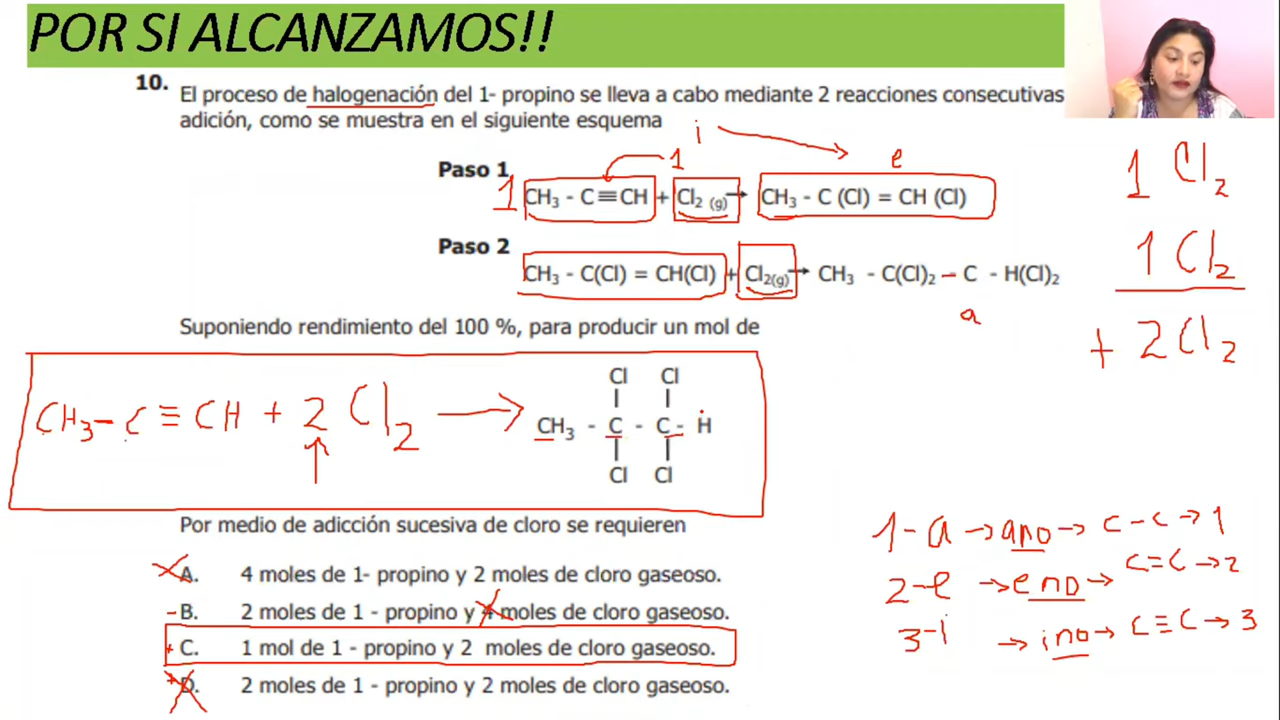 POR SI ALCANZAMOS!!
10.
El proceso de halogenación del 1- propino se lleva a cabo mediante 2 reacciones consecutivas
adición, como se muestra en el siguiente esquema
i
1
e
Paso 1
1 CH3 - C≡CH + Cl2 (g) → CH3 - C (Cl) = CH (Cl)
Paso 2
CH3 - C(Cl) = CH(Cl) + Cl2(g) → CH3 - C(Cl)2 - C - H(Cl)2
a
1 Cl2
1 Cl2
+ 2Cl2
Suponiendo rendimiento del 100 %, para producir un mol de
Cl Cl
CH3 - C ≡ CH + 2 Cl2 → CH3 - C - C - H
Cl Cl
Por medio de adicción sucesiva de cloro se requieren
A. 4 moles de 1- propino y 2 moles de cloro gaseoso.
B. 2 moles de 1 - propino y 4 moles de cloro gaseoso.
C. 1 mol de 1 - propino y 2 moles de cloro gaseoso.
D. 2 moles de 1 - propino y 2 moles de cloro gaseoso.
1 - a → ano → C - C → 1
2 - e → eno → C = C → 2
3 - i → ino → C ≡ C → 3